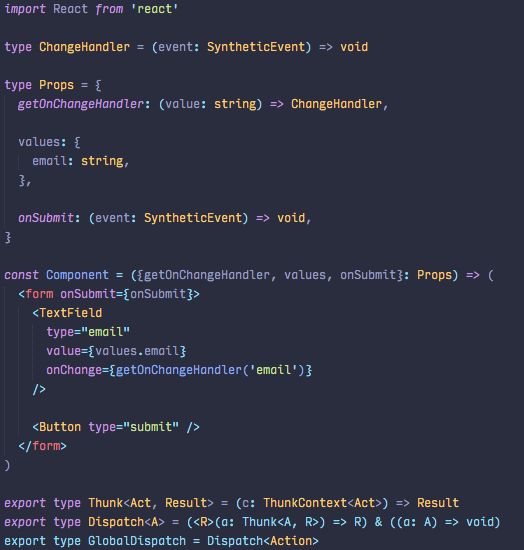 import React from 'react'
type ChangeHandler = (event: SyntheticEvent) => void
type Props = {
getOnChangeHandler: (value: string) => ChangeHandler,
values: {
email: string,
},
onSubmit: (event: SyntheticEvent) => void,
}
const Component = ({getOnChangeHandler, values, onSubmit}: Props) => (
<form onSubmit={onSubmit}>
<TextField
type="email"
value={values.email}
onChange={getOnChangeHandler('email')}
/>
<Button type="submit" />
</form>
)
export type Thunk<Act, Result> = (c: ThunkContext<Act>) => Result
export type Dispatch<A> = (<R>(a: Thunk<A, R>) => R) & ((a: A) => void)
export type GlobalDispatch = Dispatch<Action>